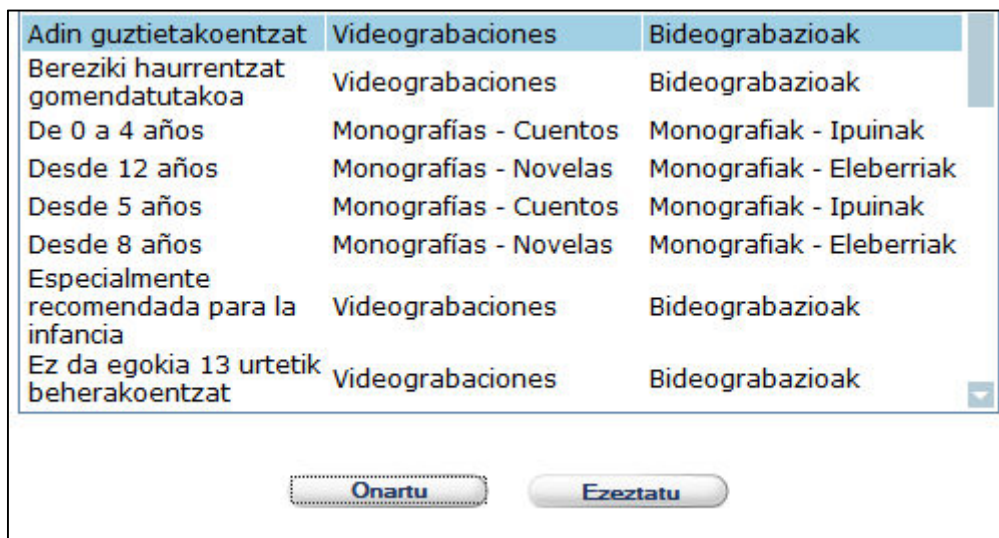 Adin guztietakoentzat Videograbaciones Bideograbazioak
Bereziki haurrentzat
gomendatutakoa Videograbaciones Bideograbazioak
De 0 a 4 años Monografías - Cuentos Monografiak - Ipuinak
Desde 12 años Monografías - Novelas Monografiak - Eleberriak
Desde 5 años Monografías - Cuentos Monografiak - Ipuinak
Desde 8 años Monografías - Novelas Monografiak - Eleberriak
Especialmente
recomendada para la Videograbaciones Bideograbazioak
infancia
Ez da egokia 13 urtetik
beherakoentzat Videograbaciones Bideograbazioak
Onartu Ezeztatu